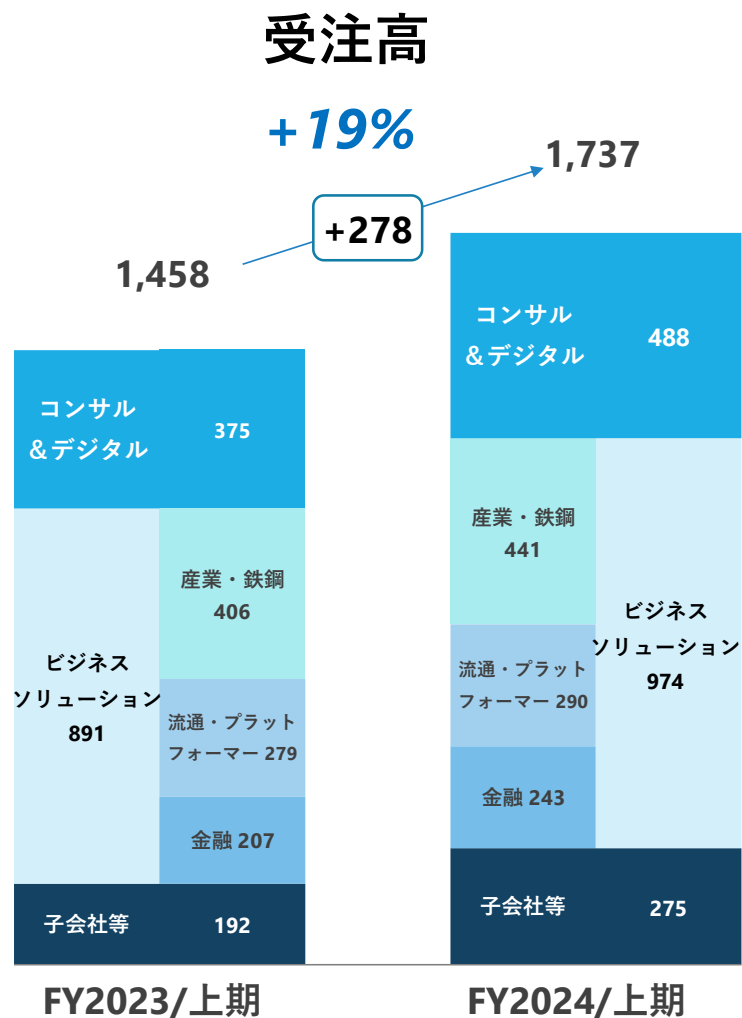 受注高
+19%
1,737
+278
1,458
コンサル
&デジタル
375
ビジネス
ソリューション
891
産業・鉄鋼
406
流通・プラット
フォーマー 279
金融 207
子会社等 192
コンサル
&デジタル
488
産業・鉄鋼
441
流通・プラット
フォーマー 290
金融 243
ビジネス
ソリューション
974
子会社等 275
FY2023/上期
FY2024/上期